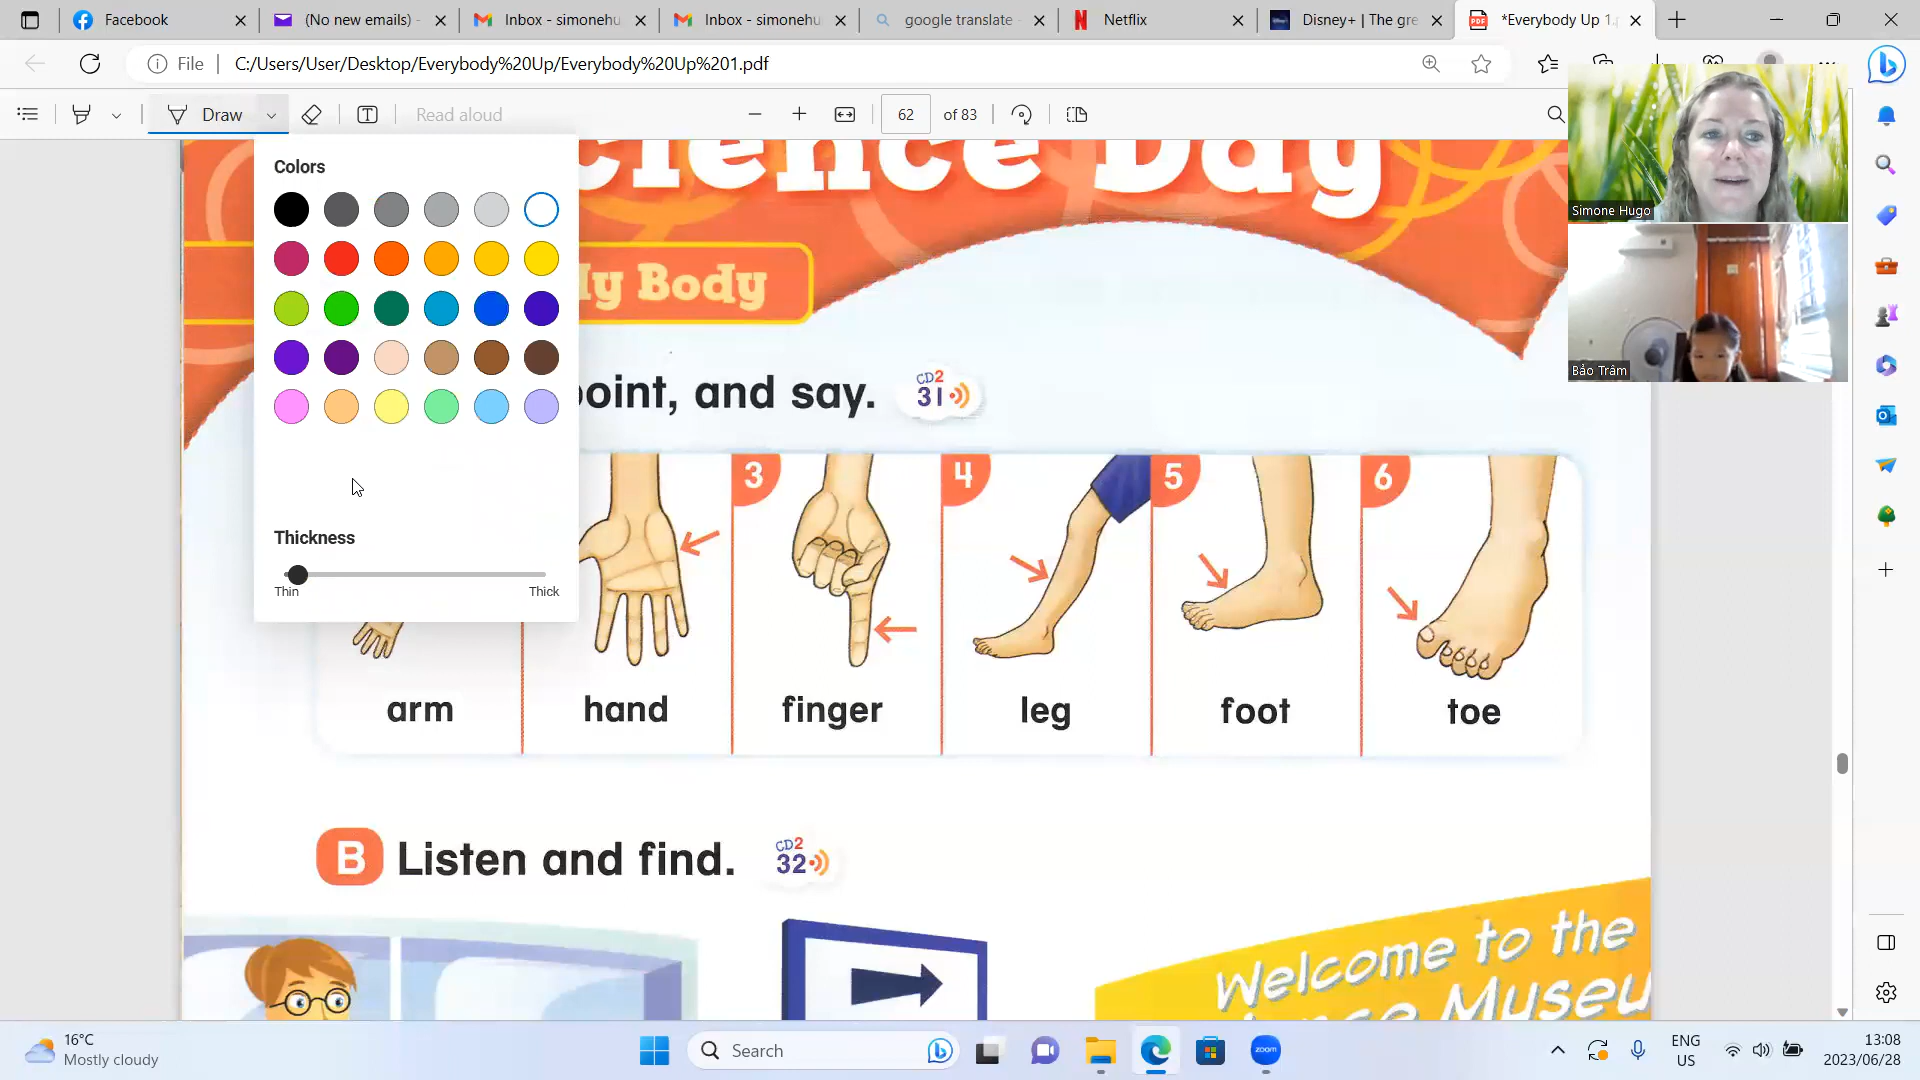 Facebook
(No new emails) -
Inbox - simonehu
Inbox - simonehu
google translate
Netflix
Disney+ | The gre
*Everybody Up 1.
File
C:/Users/User/Desktop/Everybody%20Up/Everybody%20Up%201.pdf
Draw
Read aloud
62 of 83
Colors
Thickness
Thin
Thick
cience Day
y Body
oint, and say.
CD2
31
3
4
5
6
arm
hand
finger
leg
foot
toe
B Listen and find.
CD2
32
Welcome to the
Museu
Simone Hugo
Bảo Trâm
16°C
Mostly cloudy
Search
zoom
ENG
US
13:08
2023/06/28